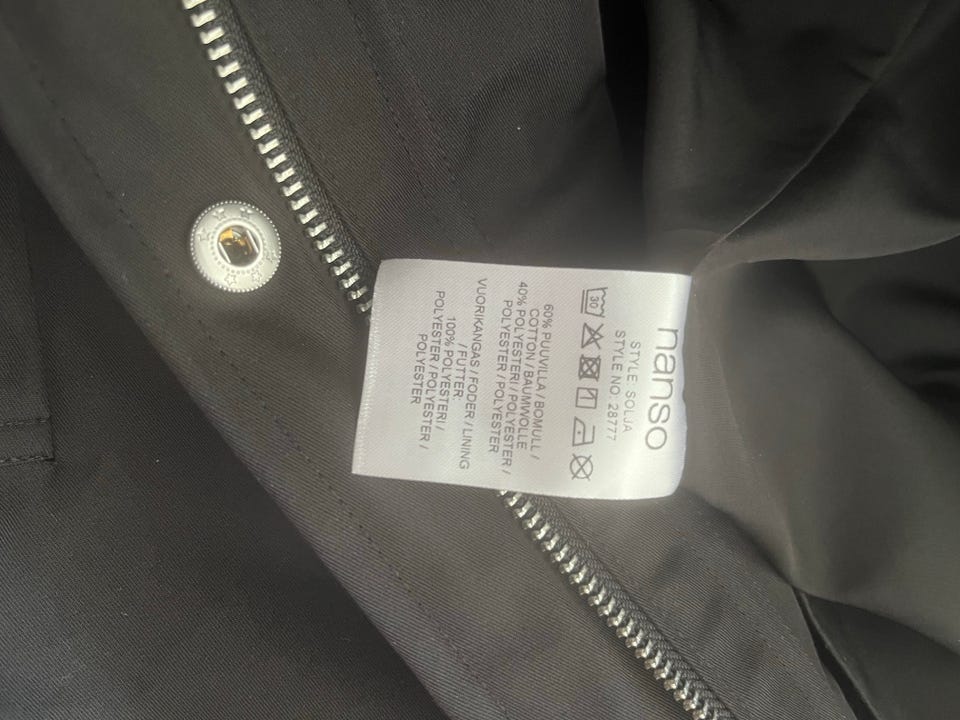 nanso
STYLE: SOLJA
STYLE NO. 28777
30
60% PUUVILLA / BOMULL /
COTTON / BAUMWOLLE
40% POLYESTERI / POLYESTER /
POLYESTER / POLYESTER
VUORIKANGAS / FODER / LINING
/ FUTTER:
100% POLYESTERI /
POLYESTER / POLYESTER /
POLYESTER